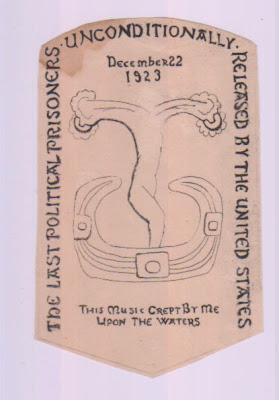 THE LAST POLITICAL PRISONERS · UNCONDITIONALLY · RELEASED BY THE UNITED STATES
December 22
1923
THIS MUSIC CREPT BY ME
UPON THE WATERS